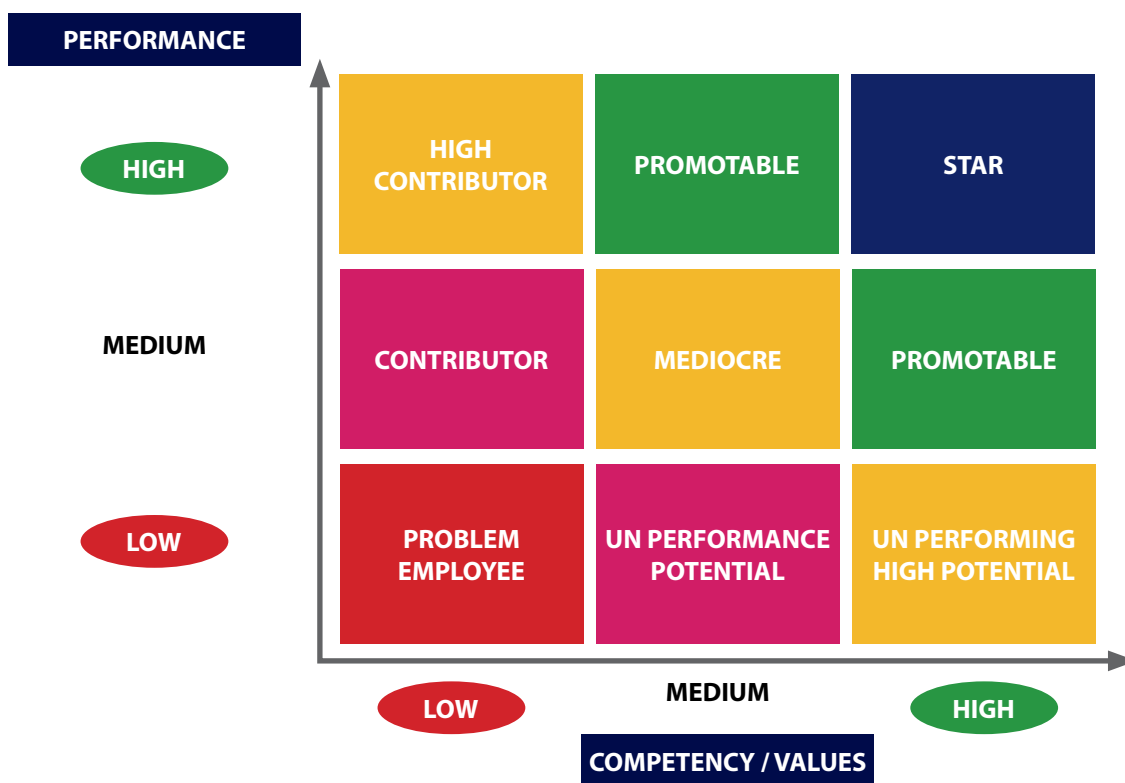 PERFORMANCE
HIGH
HIGH
CONTRIBUTOR
PROMOTABLE
STAR
MEDIUM
CONTRIBUTOR
MEDIOCRE
PROMOTABLE
LOW
PROBLEM
EMPLOYEE
UN PERFORMANCE
POTENTIAL
UN PERFORMING
HIGH POTENTIAL
LOW
MEDIUM
HIGH
COMPETENCY / VALUES